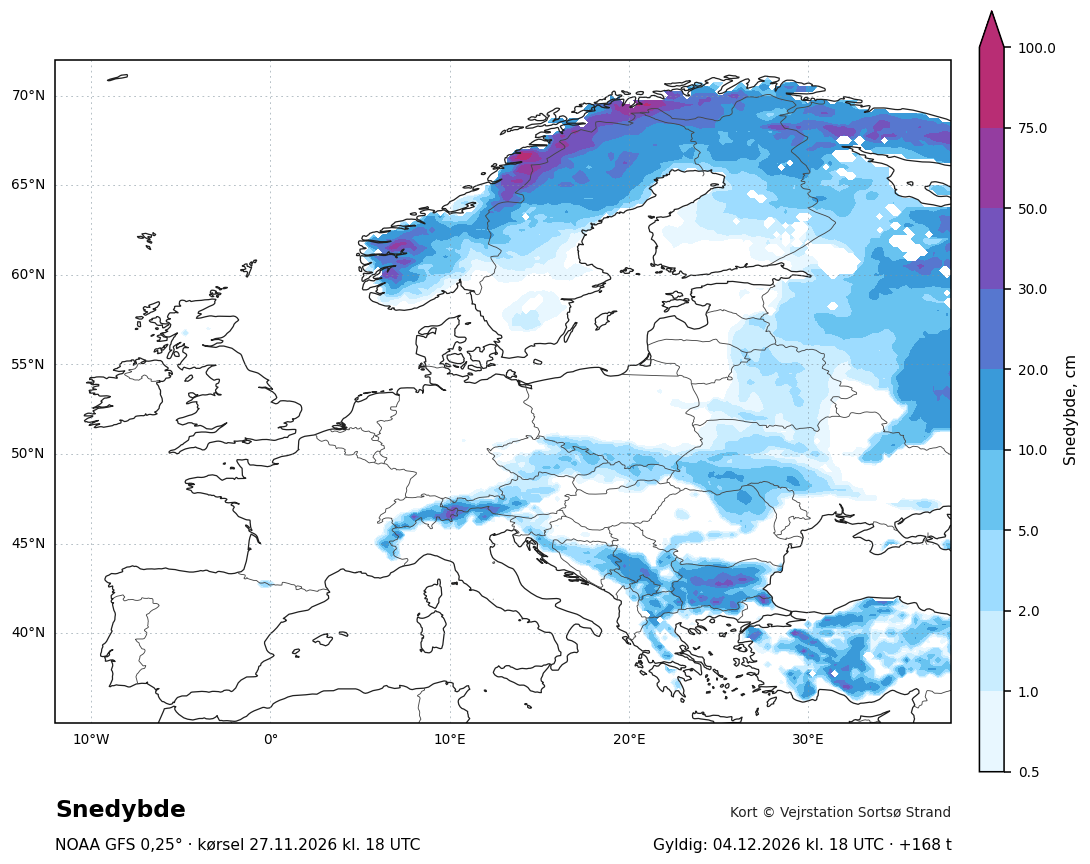 100.0
75.0
50.0
30.0
20.0
10.0
5.0
2.0
1.0
0.5
Snedybde, cm
70°N
65°N
60°N
55°N
50°N
45°N
40°N
10°W 0° 10°E 20°E 30°E
Snedybde
Kort © Vejrstation Sortsø Strand
NOAA GFS 0,25° · kørsel 27.11.2026 kl. 18 UTC
Gyldig: 04.12.2026 kl. 18 UTC · +168 t